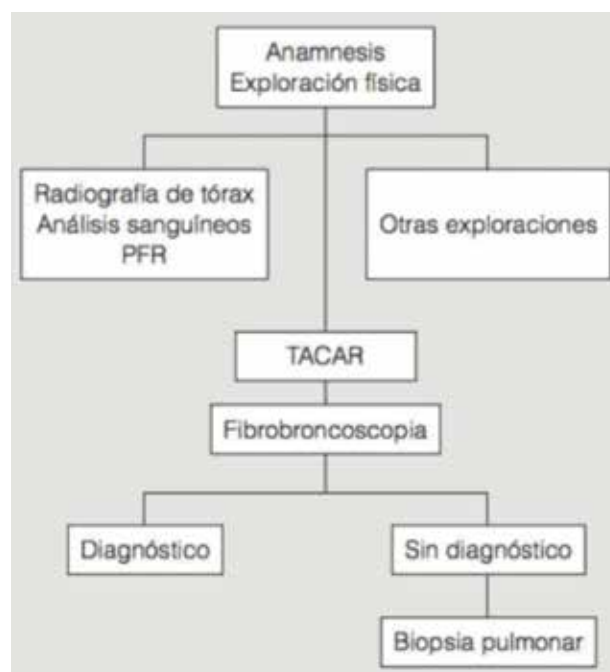 Anamnesis
Exploración física
Radiografía de tórax
Análisis sanguíneos
PFR
Otras exploraciones
TACAR
Fibrobroncoscopia
Diagnóstico
Sin diagnóstico
Biopsia pulmonar